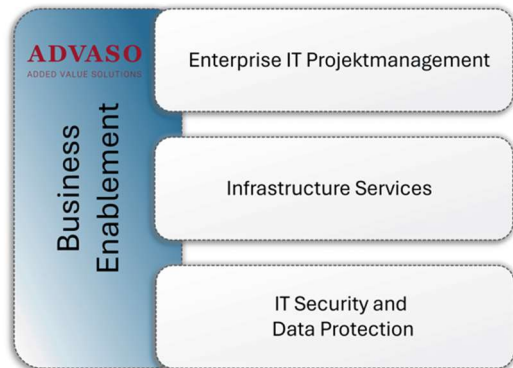 ADVASO
ADDED VALUE SOLUTIONS
Business
Enablement
Enterprise IT Projektmanagement
Infrastructure Services
IT Security and
Data Protection